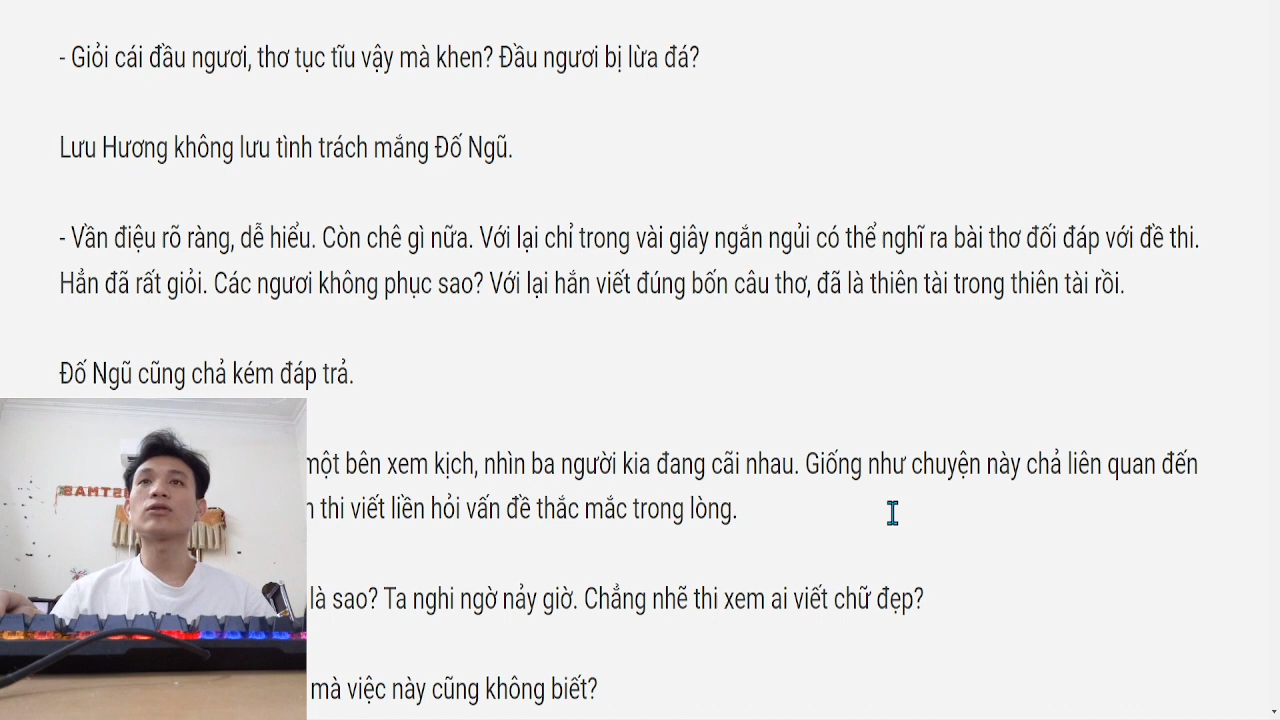 - Giỏi cái đầu ngươi, thơ tục tĩu vậy mà khen? Đầu ngươi bị lừa đá?
Lưu Hương không lưu tình trách mắng Đố Ngũ.
- Vần điệu rõ ràng, dễ hiểu. Còn chê gì nữa. Với lại chỉ trong vài giây ngắn ngủi có thể nghĩ ra bài thơ đối đáp với đề thi.
Hẳn đã rất giỏi. Các ngươi không phục sao? Với lại hắn viết đúng bốn câu thơ, đã là thiên tài trong thiên tài rồi.
Đố Ngũ cũng chả kém đáp trả.
một bên xem kịch, nhìn ba người kia đang cãi nhau. Giống như chuyện này chả liên quan đến
thi viết liền hỏi vấn đề thắc mắc trong lòng.
là sao? Ta nghi ngờ nảy giờ. Chẳng nhẽ thi xem ai viết chữ đẹp?
mà việc này cũng không biết?